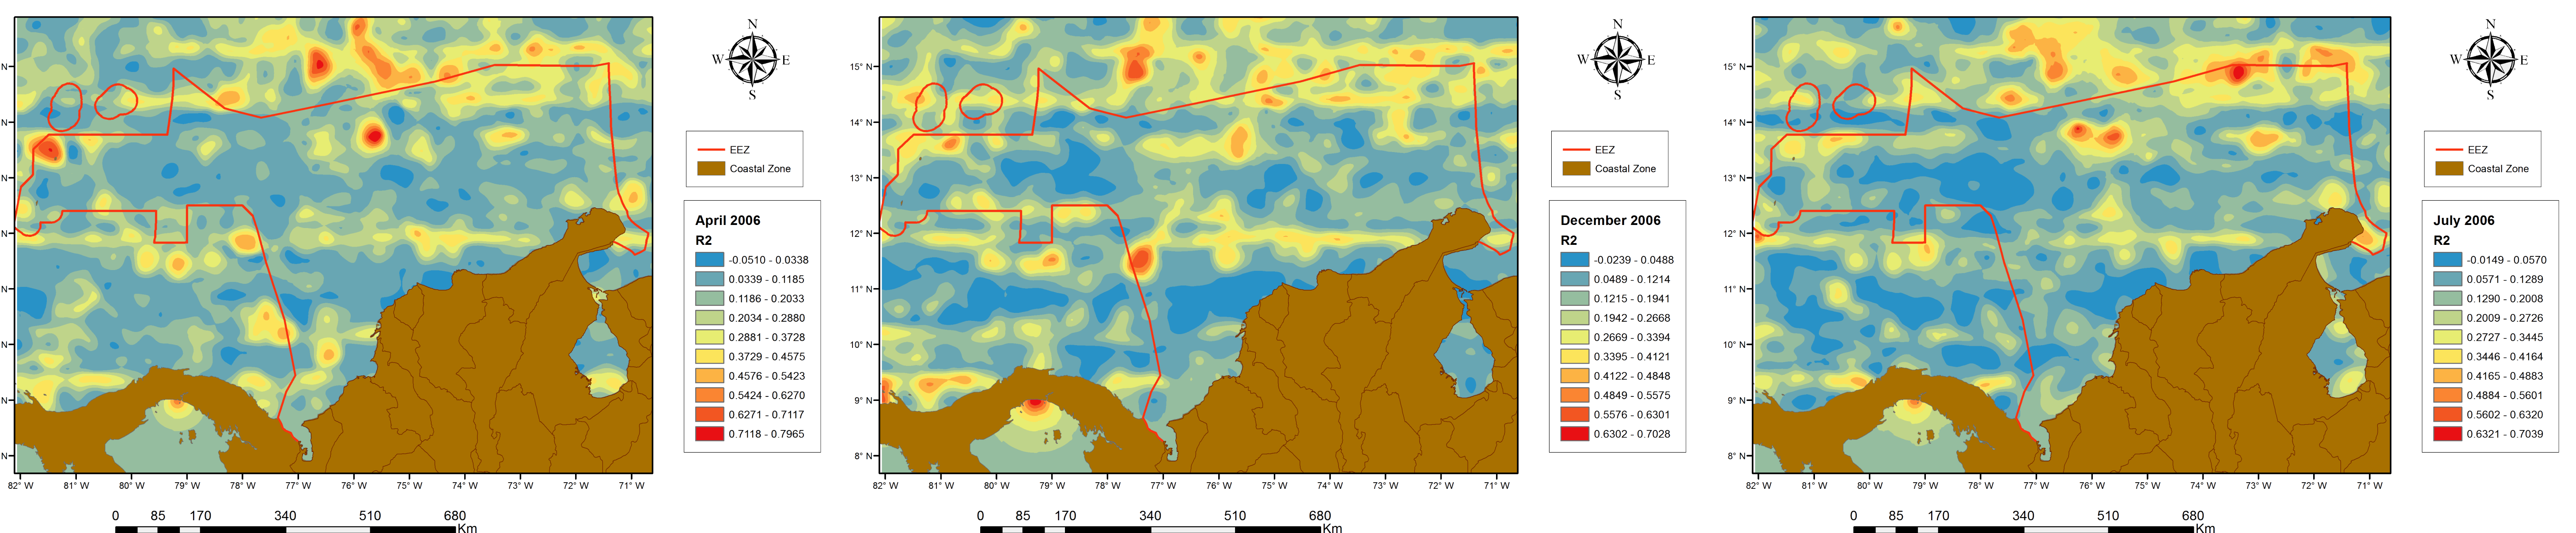 N
W E
S
15° N
14° N
13° N
12° N
11° N
10° N
9° N
8° N
EEZ
Coastal Zone
April 2006
R2
-0.0510 - 0.0338
0.0339 - 0.1185
0.1186 - 0.2033
0.2034 - 0.2880
0.2881 - 0.3728
0.3729 - 0.4575
0.4576 - 0.5423
0.5424 - 0.6270
0.6271 - 0.7117
0.7118 - 0.7965
82° W 81° W 80° W 79° W 78° W 77° W 76° W 75° W 74° W 73° W 72° W 71° W
0 85 170 340 510 680
Km
N
W E
S
15° N
14° N
13° N
12° N
11° N
10° N
9° N
8° N
EEZ
Coastal Zone
December 2006
R2
-0.0239 - 0.0488
0.0489 - 0.1214
0.1215 - 0.1941
0.1942 - 0.2668
0.2669 - 0.3394
0.3395 - 0.4121
0.4122 - 0.4848
0.4849 - 0.5575
0.5576 - 0.6301
0.6302 - 0.7028
82° W 81° W 80° W 79° W 78° W 77° W 76° W 75° W 74° W 73° W 72° W 71° W
0 85 170 340 510 680
Km
N
W E
S
15° N
14° N
13° N
12° N
11° N
10° N
9° N
8° N
EEZ
Coastal Zone
July 2006
R2
-0.0149 - 0.0570
0.0571 - 0.1289
0.1290 - 0.2008
0.2009 - 0.2726
0.2727 - 0.3445
0.3446 - 0.4164
0.4165 - 0.4883
0.4884 - 0.5601
0.5602 - 0.6320
0.6321 - 0.7039
82° W 81° W 80° W 79° W 78° W 77° W 76° W 75° W 74° W 73° W 72° W 71° W
0 85 170 340 510 680
Km